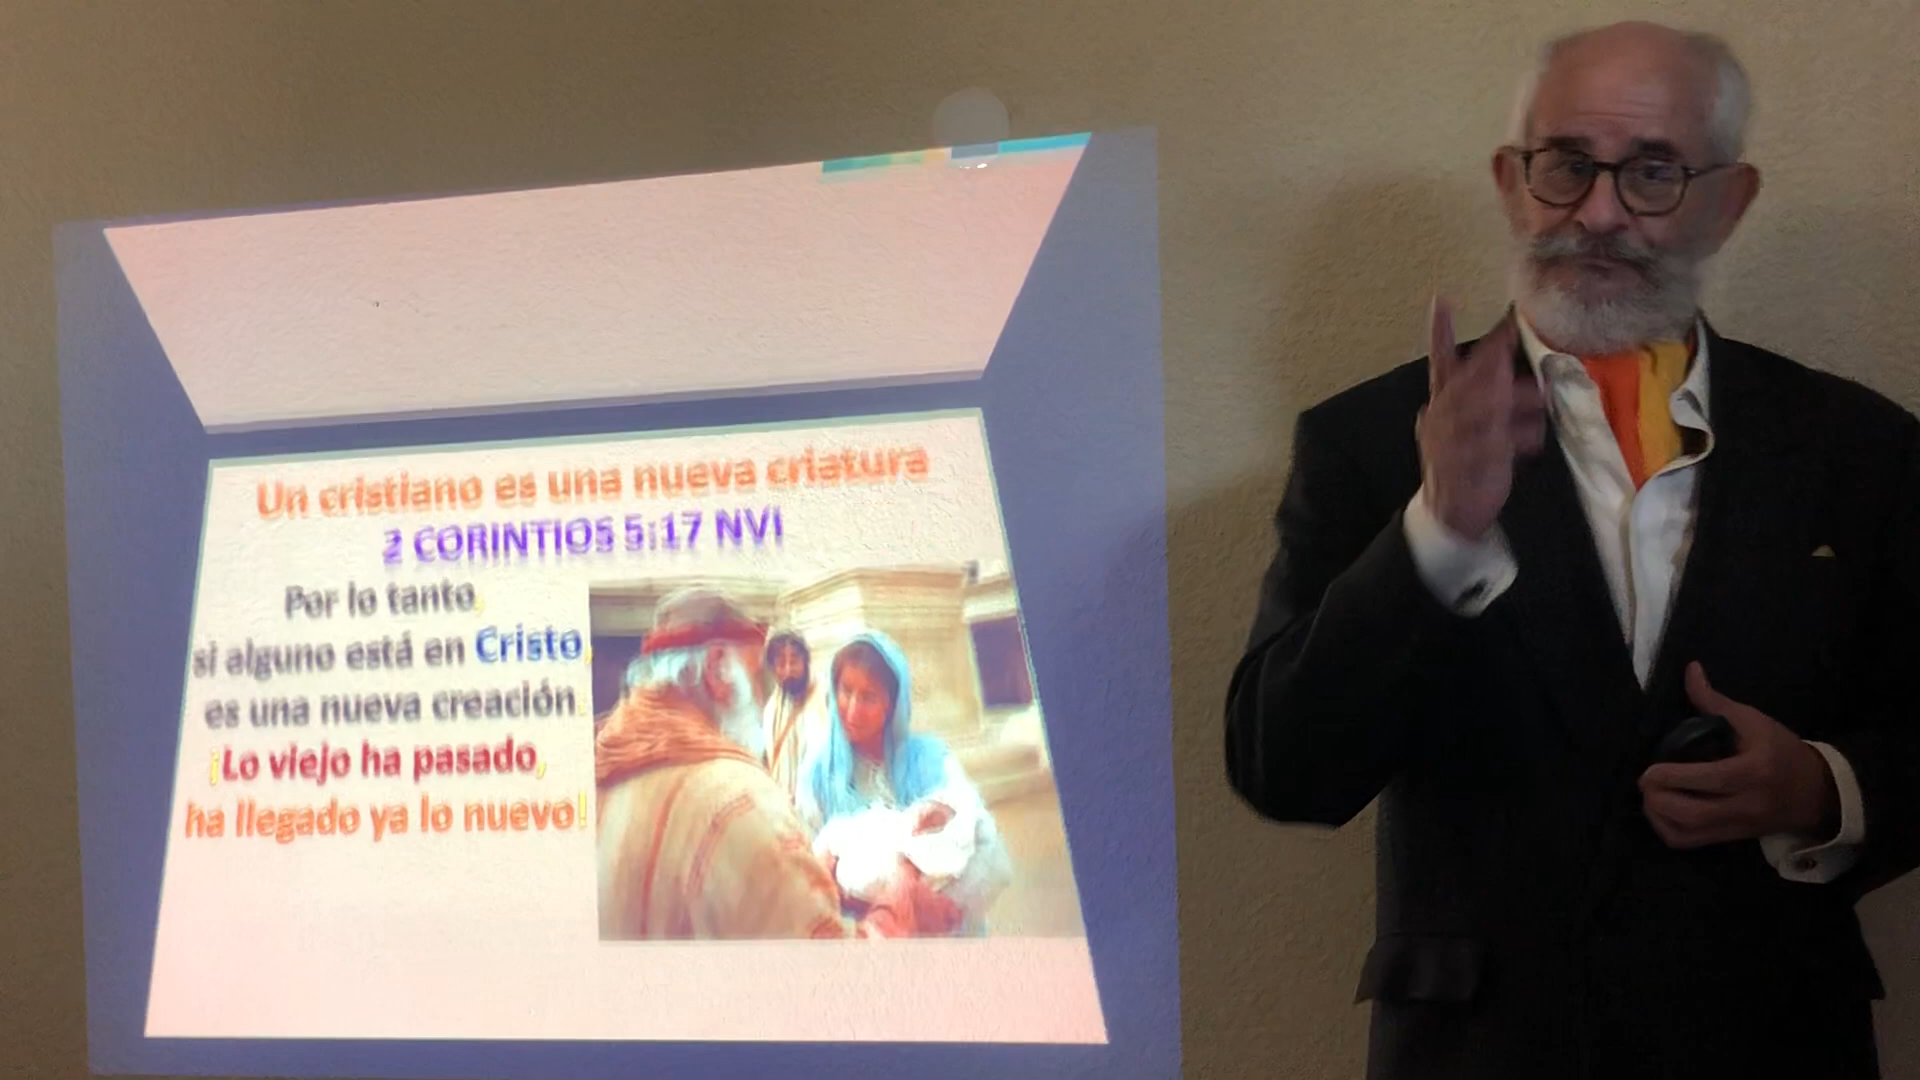 Un cristiano es una nueva criatura
2 CORINTIOS 5:17 NVI
Por lo tanto,
si alguno está en Cristo,
es una nueva creación.
¡Lo viejo ha pasado,
ha llegado ya lo nuevo!